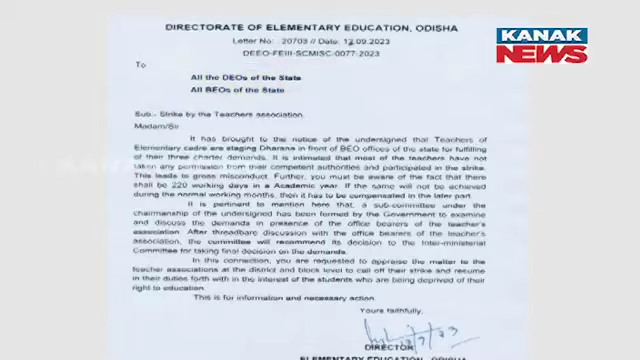 DIRECTORATE OF ELEMENTARY EDUCATION, ODISHA
Letter No: 20703 // Date: 12.09.2023
DEEO-FEIII-SCMISC-0077-2023
KANAK
NEWS
To
All the DEOs of the State
All BEOs of the State
Sub:- Strike by the Teachers association.
Madam/Sir
It has brought to the notice of the undersigned that Teachers of
Elementary cadre are staging Dharana in front of BEO offices of the state for fulfilling
of their three charter demands. It is intimated that most of the teachers have not
taken any permission from their competent authorities and participated in the strike.
This leads to gross misconduct. Further, you must be aware of the fact that there
shall be 220 working days in a Academic year. If the same will not be achieved
during the normal working months, then it has to be compensated in the later part.
It is pertinent to mention here that, a sub-committee under the
chairmanship of the undersigned has been formed by the Government to examine
and discuss the demands in presence of the office bearers of the teacher's
association. After threadbare discussion with the office bearers of the teacher's
association, the committee will recommend its decision to the Inter-ministerial
Committee for taking final decision on the demands.
In this connection, you are requested to appraise the matter to the
teacher associations at the district and block level to call off their strike and resume
in their duties forth with in the interest of the students who are being deprived of their
right to education.
This is for information and necessary action.
Yours faithfully,
DIRECTOR
ELEMENTARY EDUCATION, ODISHA